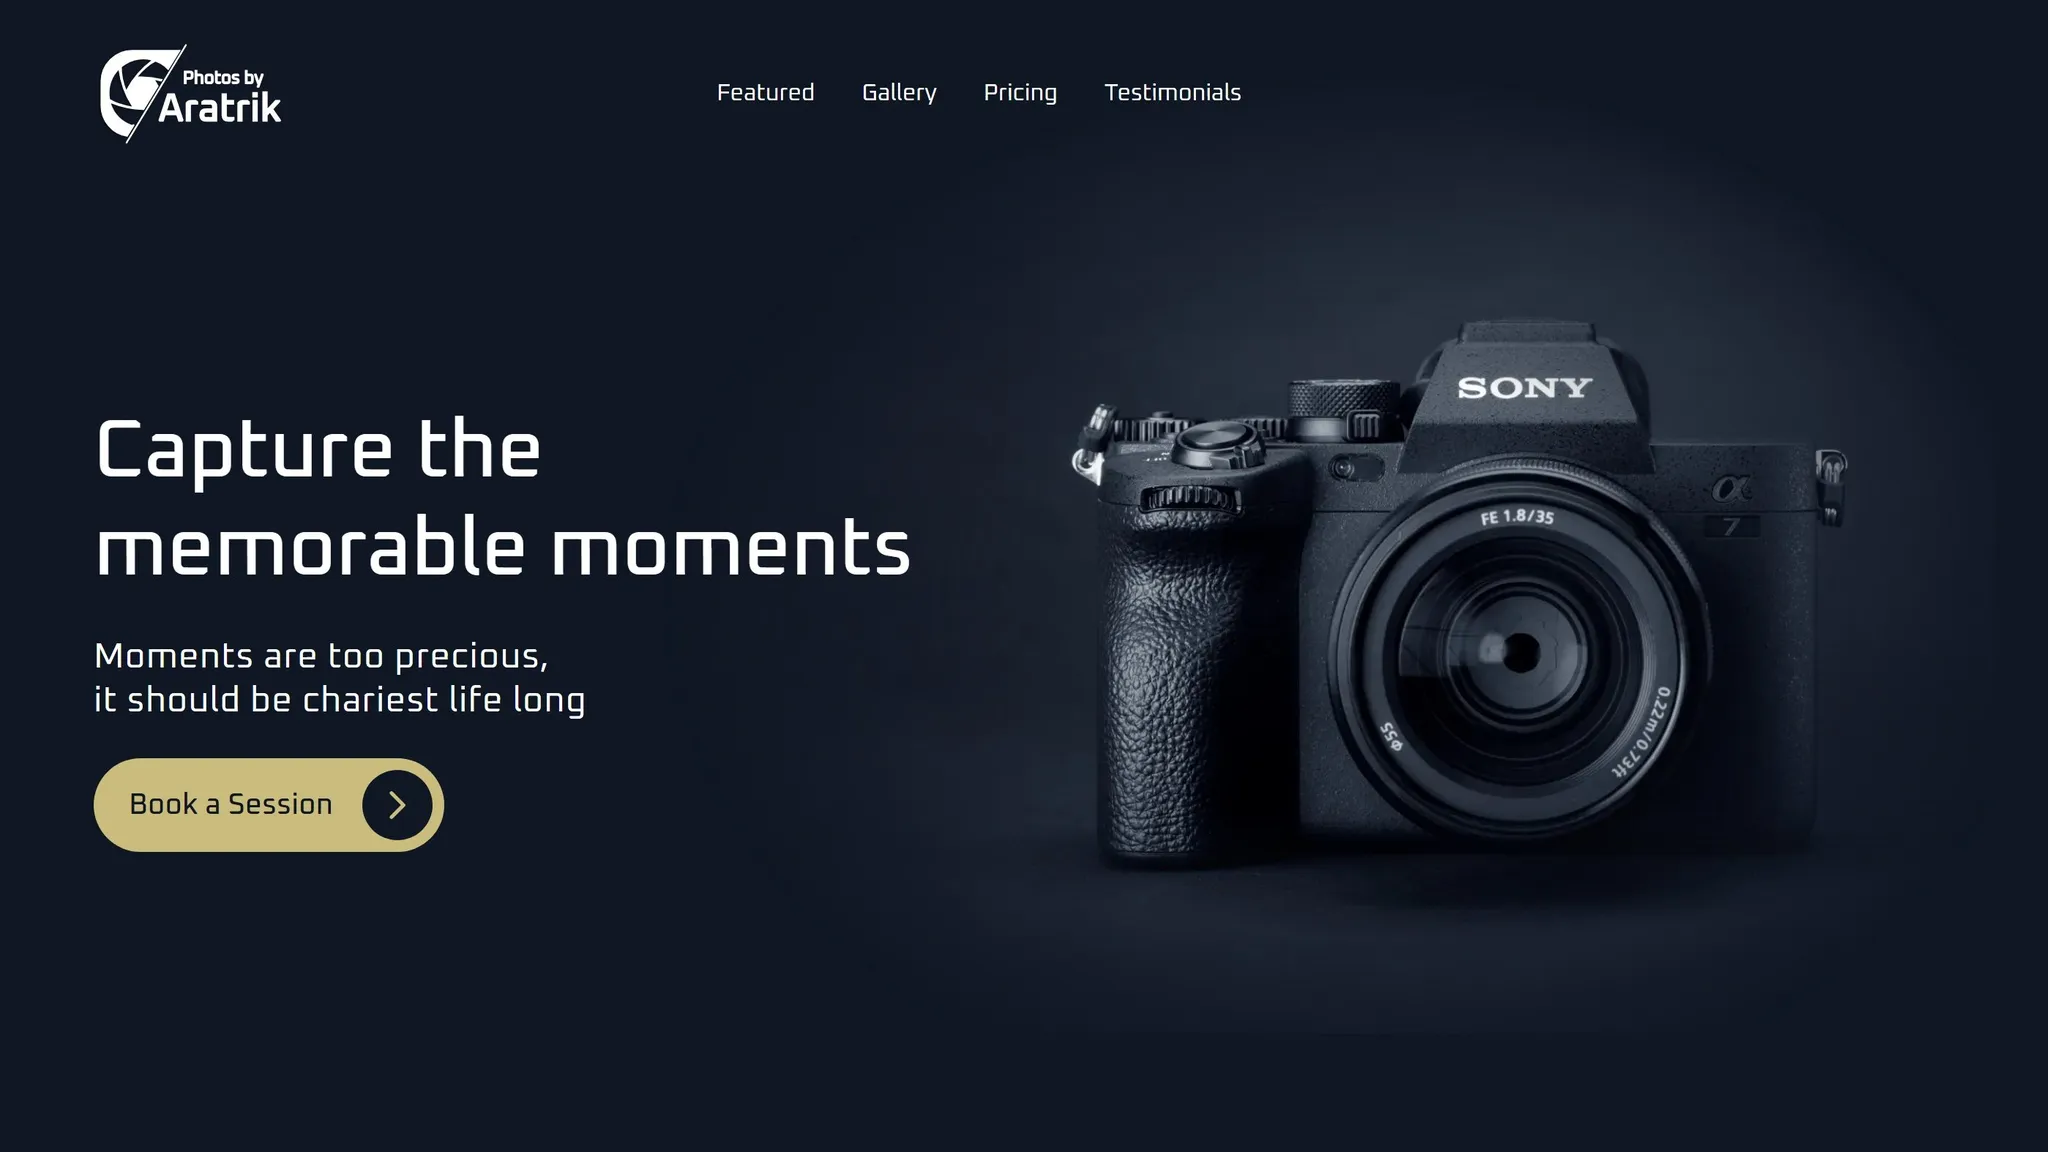 Photos by
Aratrik
Featured
Gallery
Pricing
Testimonials
Capture the
memorable moments
Moments are too precious,
it should be chariest life long
Book a Session
SONY
α
7
FE 1.8/35
0.22m/0.73ft
ø55